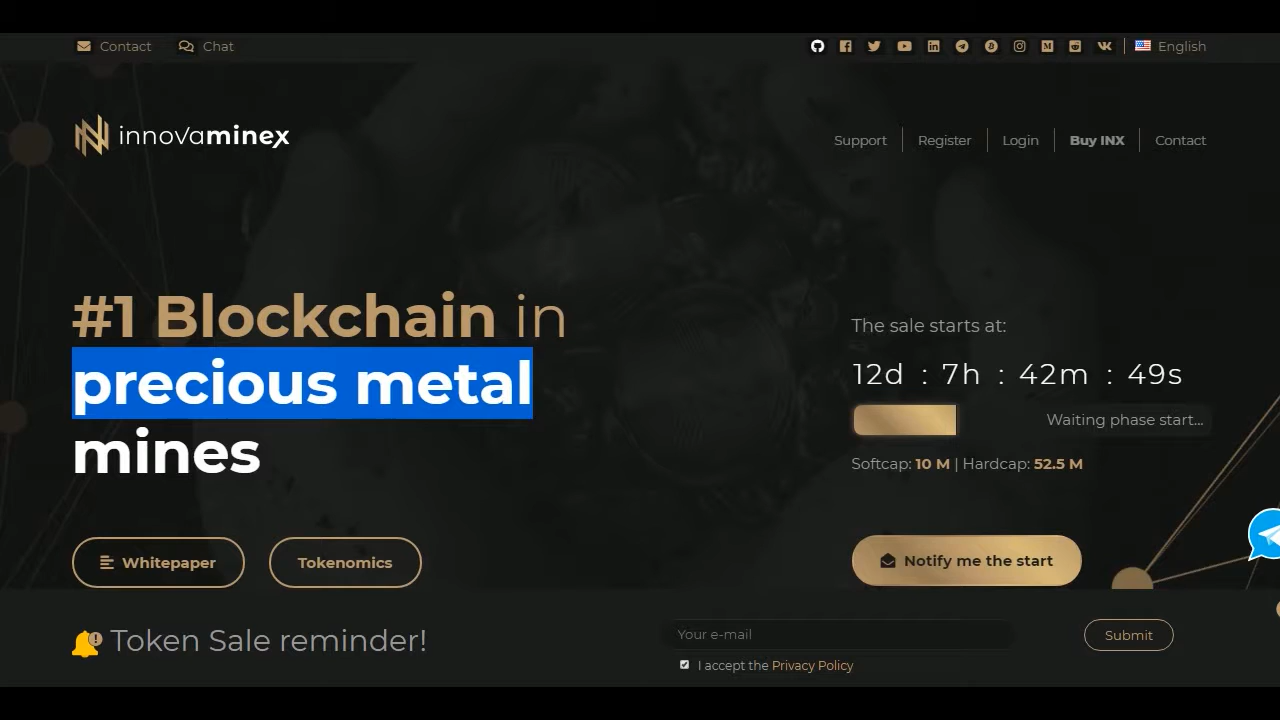 Contact Chat English
innovaminex
Support Register Login Buy INX Contact
#1 Blockchain in
precious metal
mines
The sale starts at:
12d : 7h : 42m : 49s
Waiting phase start...
Softcap: 10 M | Hardcap: 52.5 M
Whitepaper Tokenomics Notify me the start
Token Sale reminder!
Your e-mail Submit
I accept the Privacy Policy